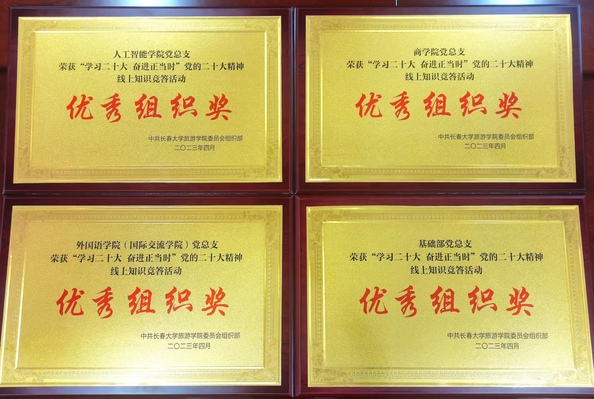 人工智能学院党总支
荣获“学习二十大 奋进正当时”党的二十大精神
线上知识竞答活动
优秀组织奖
中共长春大学旅游学院委员会组织部
二〇二三年四月
商学院党总支
荣获“学习二十大 奋进正当时”党的二十大精神
线上知识竞答活动
优秀组织奖
中共长春大学旅游学院委员会组织部
二〇二三年四月
外国语学院（国际交流学院）党总支
荣获“学习二十大 奋进正当时”党的二十大精神
线上知识竞答活动
优秀组织奖
中共长春大学旅游学院委员会组织部
二〇二三年四月
基础部党总支
荣获“学习二十大 奋进正当时”党的二十大精神
线上知识竞答活动
优秀组织奖
中共长春大学旅游学院委员会组织部
二〇二三年四月